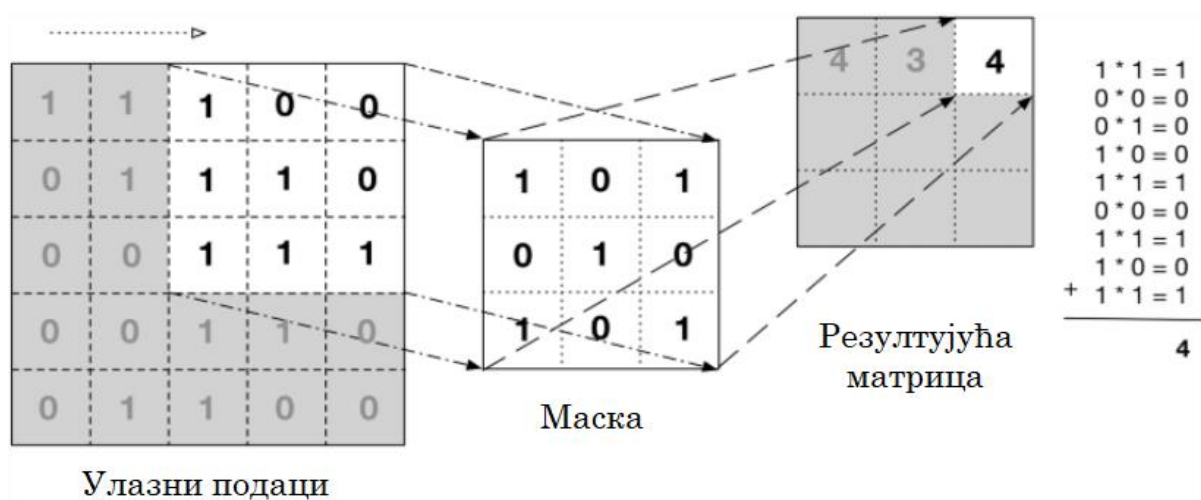 1 1 1 0 0
0 1 1 1 0
0 0 1 1 1
0 0 1 1 0
0 1 1 0 0
Улазни подаци
1 0 1
0 1 0
1 0 1
Маска
4 3 4
Резултујућа
матрица
1 * 1 = 1
0 * 0 = 0
0 * 1 = 0
1 * 0 = 0
1 * 1 = 1
0 * 0 = 0
1 * 1 = 1
1 * 0 = 0
+ 1 * 1 = 1
4